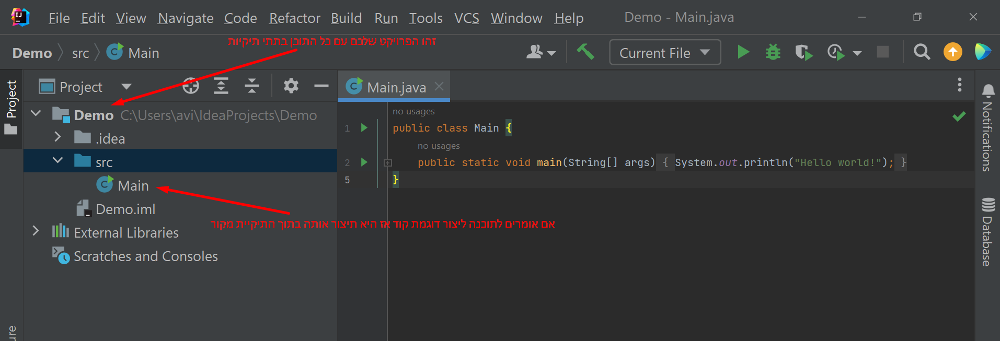 IJ
File Edit View Navigate Code Refactor Build Run Tools VCS Window Help Demo - Main.java
זהו הפרויקט שלכם עם כל התוכן בתתי תיקיות
Demo src C Main Current File
Project
Project
C Main.java
Demo C:\Users\avi\IdeaProjects\Demo
.idea
src
C Main
Demo.iml
External Libraries
Scratches and Consoles
אם אומרים לתוכנה ליצור דוגמת קוד אז היא תיצור אותה בתוך התיקיית מקור
no usages
1 public class Main {
no usages
2 public static void main(String[] args) { System.out.println("Hello world!"); }
5 }
Notifications
Database
ure